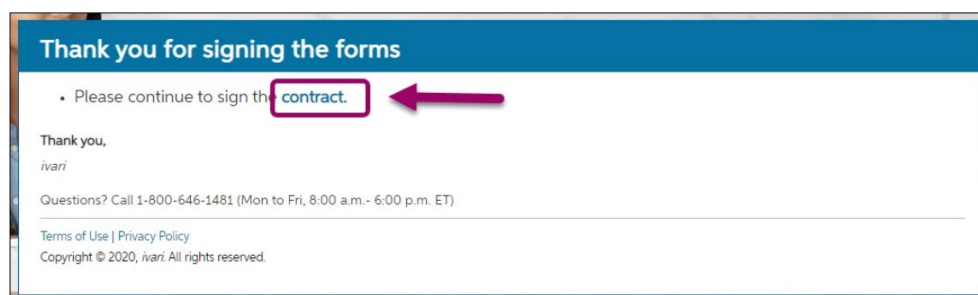 Thank you for signing the forms
• Please continue to sign the contract.
Thank you,
ivari
Questions? Call 1-800-646-1481 (Mon to Fri, 8:00 a.m.- 6:00 p.m. ET)
Terms of Use | Privacy Policy
Copyright © 2020, ivari. All rights reserved.